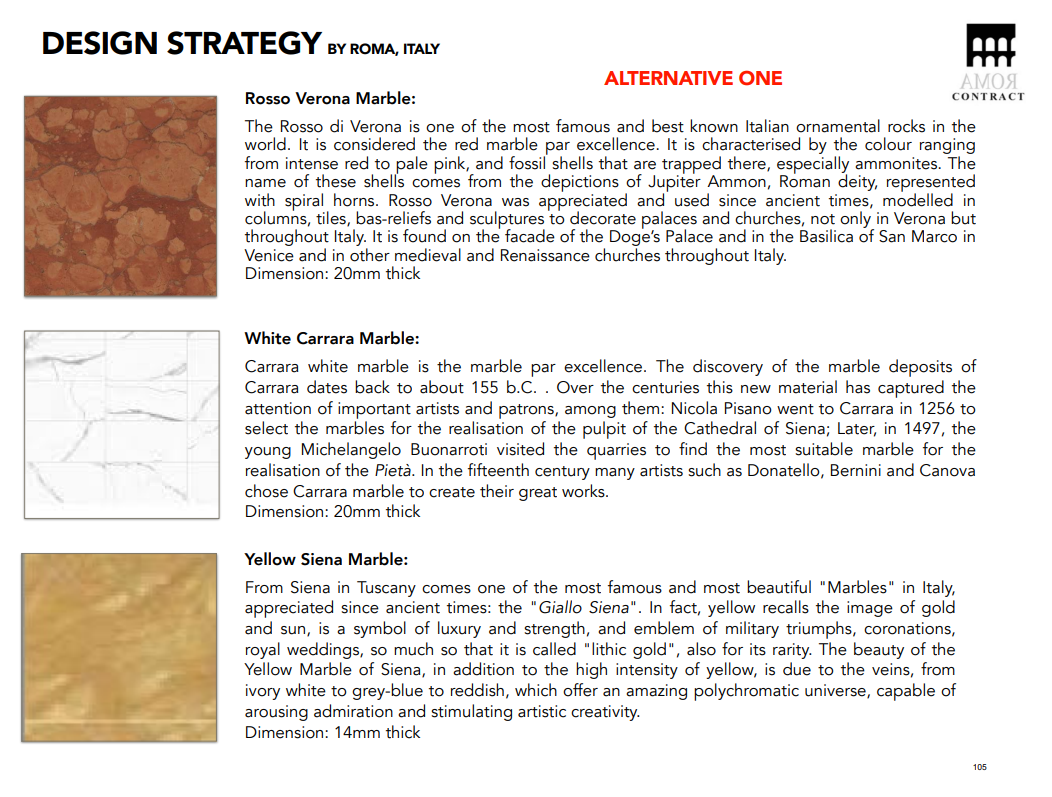 DESIGN STRATEGY BY ROMA, ITALY
AMOR
CONTRACT
ALTERNATIVE ONE
Rosso Verona Marble:
The Rosso di Verona is one of the most famous and best known Italian ornamental rocks in the
world. It is considered the red marble par excellence. It is characterised by the colour ranging
from intense red to pale pink, and fossil shells that are trapped there, especially ammonites. The
name of these shells comes from the depictions of Jupiter Ammon, Roman deity, represented
with spiral horns. Rosso Verona was appreciated and used since ancient times, modelled in
columns, tiles, bas-reliefs and sculptures to decorate palaces and churches, not only in Verona but
throughout Italy. It is found on the facade of the Doge’s Palace and in the Basilica of San Marco in
Venice and in other medieval and Renaissance churches throughout Italy.
Dimension: 20mm thick
White Carrara Marble:
Carrara white marble is the marble par excellence. The discovery of the marble deposits of
Carrara dates back to about 155 b.C. . Over the centuries this new material has captured the
attention of important artists and patrons, among them: Nicola Pisano went to Carrara in 1256 to
select the marbles for the realisation of the pulpit of the Cathedral of Siena; Later, in 1497, the
young Michelangelo Buonarroti visited the quarries to find the most suitable marble for the
realisation of the Pietà. In the fifteenth century many artists such as Donatello, Bernini and Canova
chose Carrara marble to create their great works.
Dimension: 20mm thick
Yellow Siena Marble:
From Siena in Tuscany comes one of the most famous and most beautiful "Marbles" in Italy,
appreciated since ancient times: the "Giallo Siena". In fact, yellow recalls the image of gold
and sun, is a symbol of luxury and strength, and emblem of military triumphs, coronations,
royal weddings, so much so that it is called "lithic gold", also for its rarity. The beauty of the
Yellow Marble of Siena, in addition to the high intensity of yellow, is due to the veins, from
ivory white to grey-blue to reddish, which offer an amazing polychromatic universe, capable of
arousing admiration and stimulating artistic creativity.
Dimension: 14mm thick
105